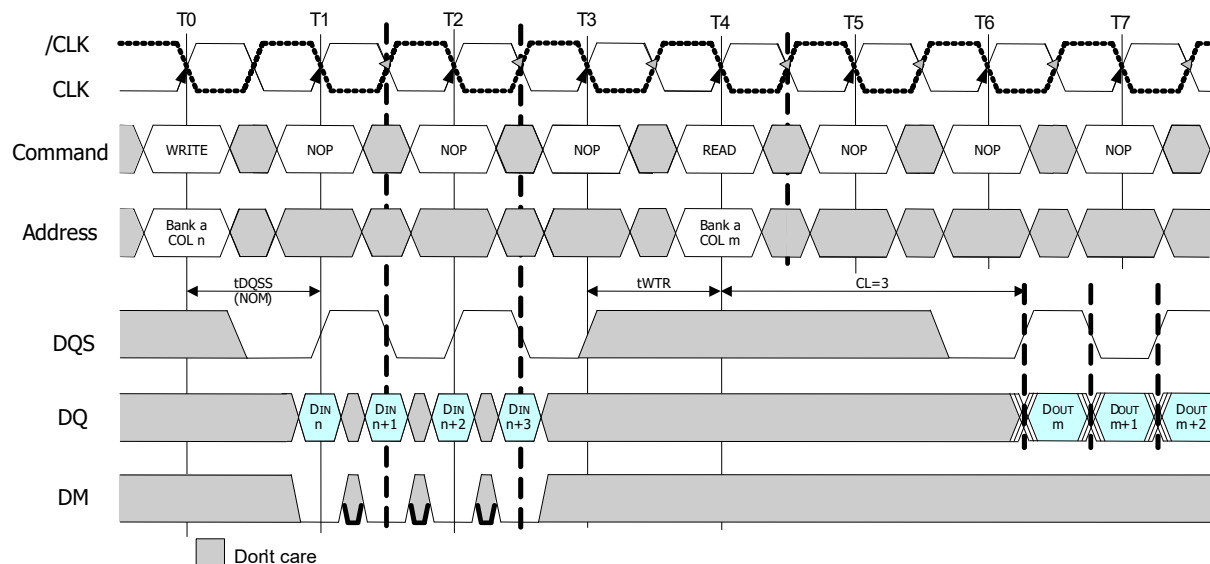 T0 T1 T2 T3 T4 T5 T6 T7
/CLK
CLK
Command WRITE NOP NOP NOP READ NOP NOP NOP
Address Bank a COL n Bank a COL m
tDQSS (NOM) tWTR CL=3
DQS
DQ DIN n DIN n+1 DIN n+2 DIN n+3 DOUT m DOUT m+1 DOUT m+2
DM
Don't care